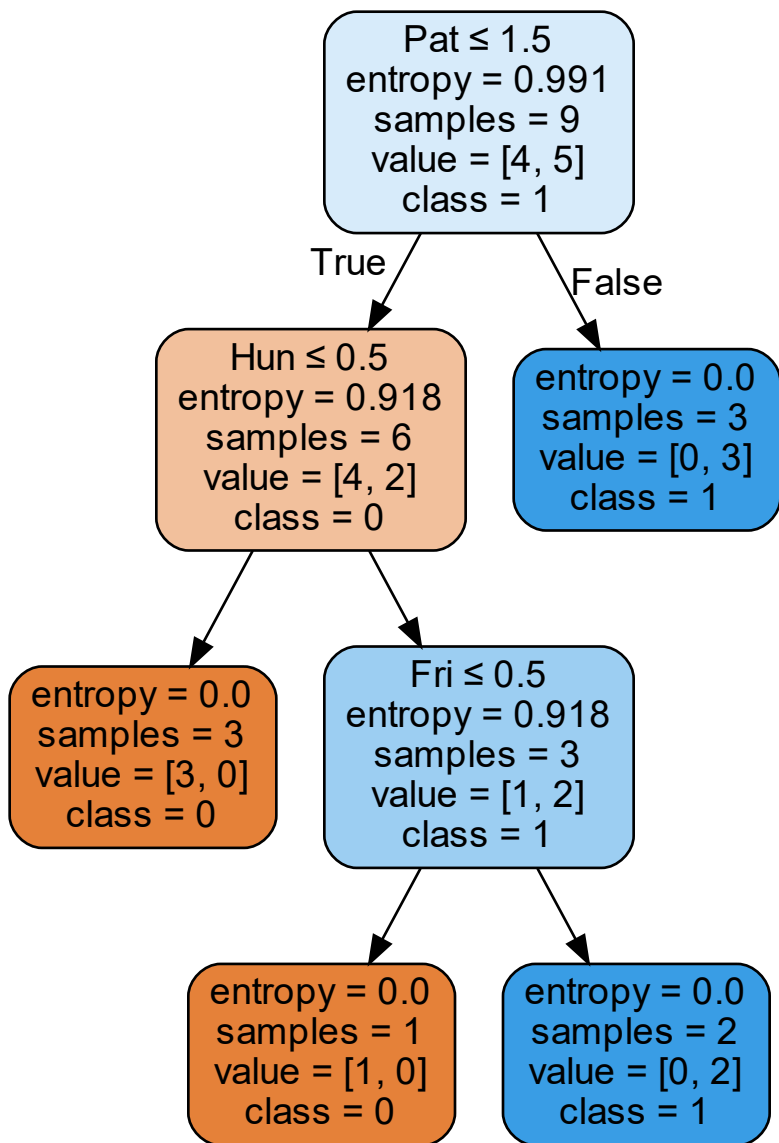 Pat ≤ 1.5
entropy = 0.991
samples = 9
value = [4, 5]
class = 1
True
False
Hun ≤ 0.5
entropy = 0.918
samples = 6
value = [4, 2]
class = 0
entropy = 0.0
samples = 3
value = [0, 3]
class = 1
entropy = 0.0
samples = 3
value = [3, 0]
class = 0
Fri ≤ 0.5
entropy = 0.918
samples = 3
value = [1, 2]
class = 1
entropy = 0.0
samples = 1
value = [1, 0]
class = 0
entropy = 0.0
samples = 2
value = [0, 2]
class = 1